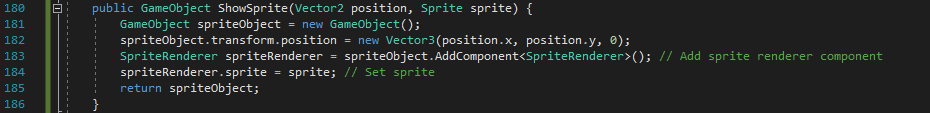 180 public GameObject ShowSprite(Vector2 position, Sprite sprite) {
181 GameObject spriteObject = new GameObject();
182 spriteObject.transform.position = new Vector3(position.x, position.y, 0);
183 SpriteRenderer spriteRenderer = spriteObject.AddComponent<SpriteRenderer>(); // Add sprite renderer component
184 spriteRenderer.sprite = sprite; // Set sprite
185 return spriteObject;
186 }